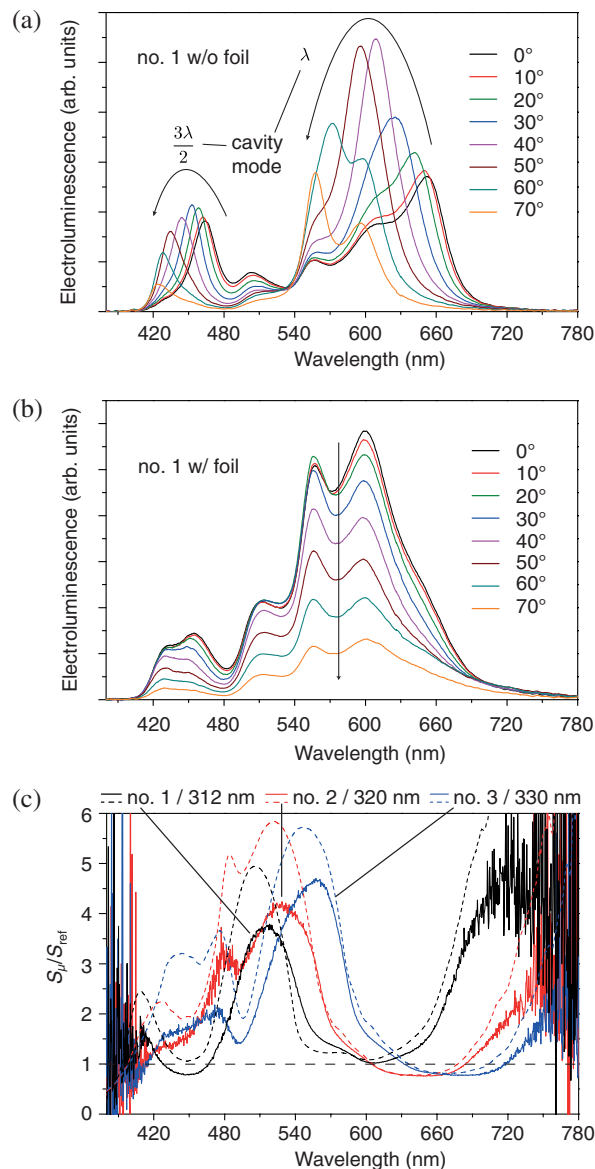 (a)
Electroluminescence (arb. units)
no. 1 w/o foil
λ
3λ
2
cavity
mode
0°
10°
20°
30°
40°
50°
60°
70°
420 480 540 600 660 720 780
Wavelength (nm)
(b)
Electroluminescence (arb. units)
no. 1 w/ foil
0°
10°
20°
30°
40°
50°
60°
70°
420 480 540 600 660 720 780
Wavelength (nm)
(c)
no. 1 / 312 nm no. 2 / 320 nm no. 3 / 330 nm
Sμ/Sref
6
5
4
3
2
1
0
420 480 540 600 660 720 780
Wavelength (nm)